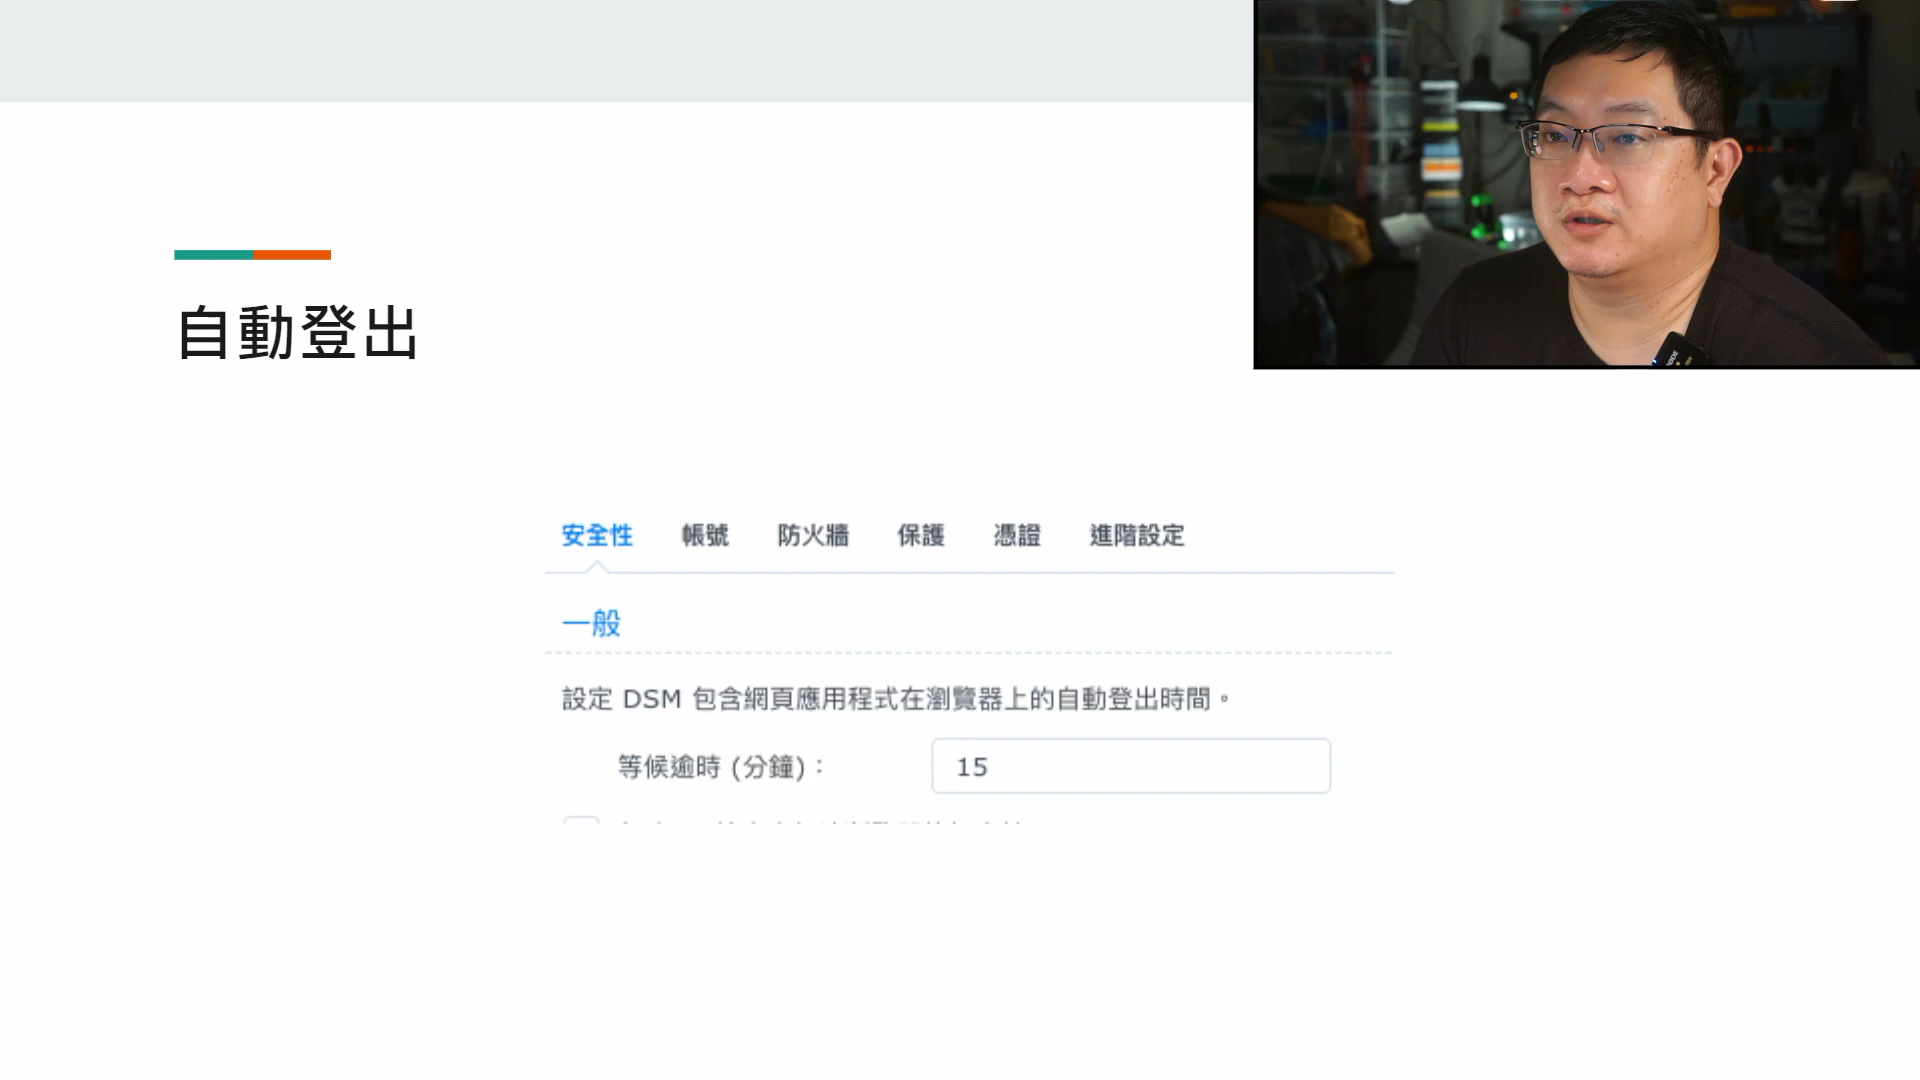 自動登出
安全性 帳號 防火牆 保護 憑證 進階設定
一般
設定 DSM 包含網頁應用程式在瀏覽器上的自動登出時間。
等候逾時 (分鐘)： 15